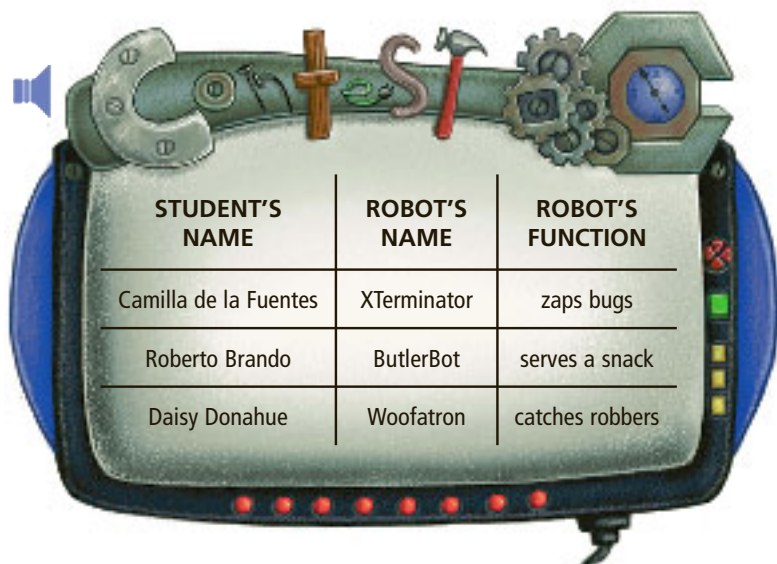 Contest
STUDENT'S NAME ROBOT'S NAME ROBOT'S FUNCTION
Camilla de la Fuentes XTerminator zaps bugs
Roberto Brando ButlerBot serves a snack
Daisy Donahue Woofatron catches robbers